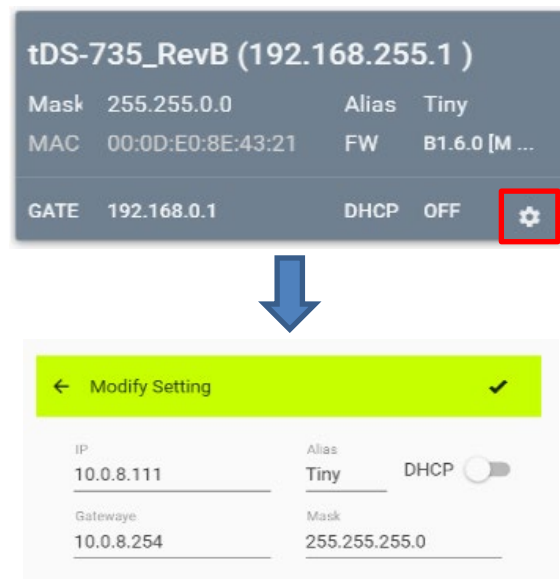 tDS-735_RevB (192.168.255.1 )
Mask 255.255.0.0 Alias Tiny
MAC 00:0D:E0:8E:43:21 FW B1.6.0 [M ...
GATE 192.168.0.1 DHCP OFF
Modify Setting
IP Alias
10.0.8.111 Tiny DHCP
Gatewaye Mask
10.0.8.254 255.255.255.0